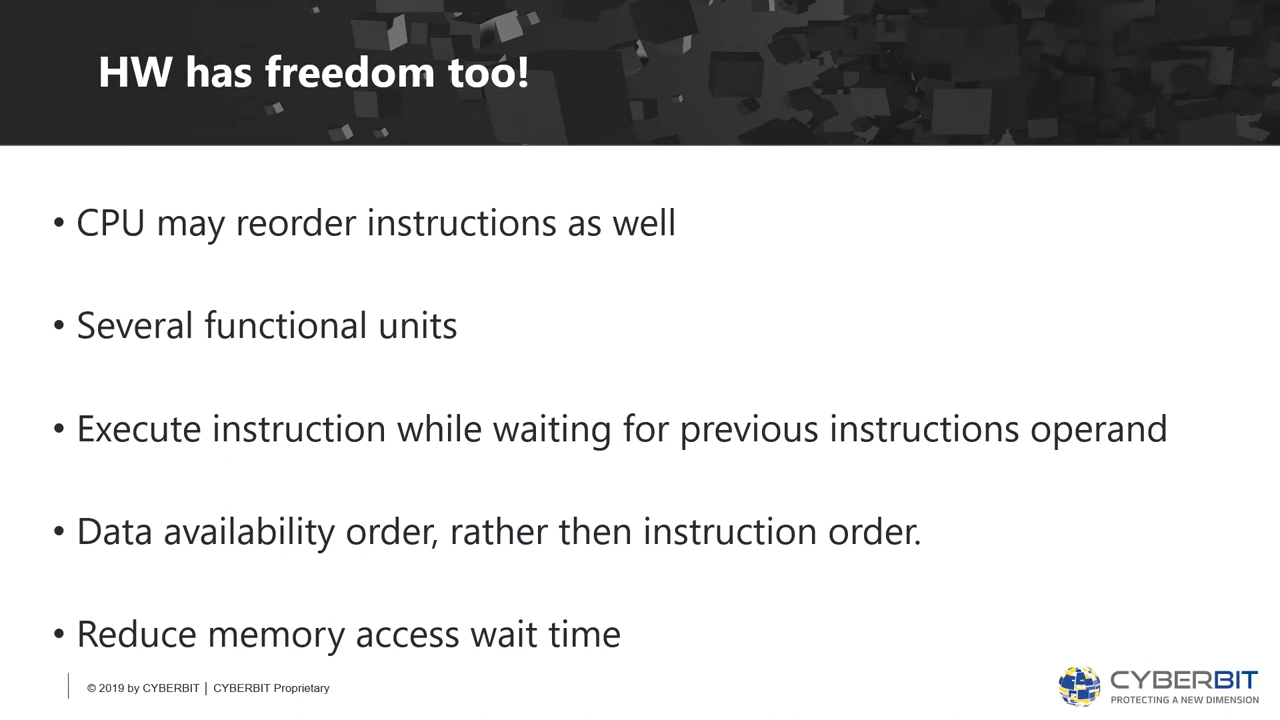 HW has freedom too!
• CPU may reorder instructions as well
• Several functional units
• Execute instruction while waiting for previous instructions operand
• Data availability order, rather then instruction order.
• Reduce memory access wait time
© 2019 by CYBERBIT | CYBERBIT Proprietary
CYBERBIT
PROTECTING A NEW DIMENSION